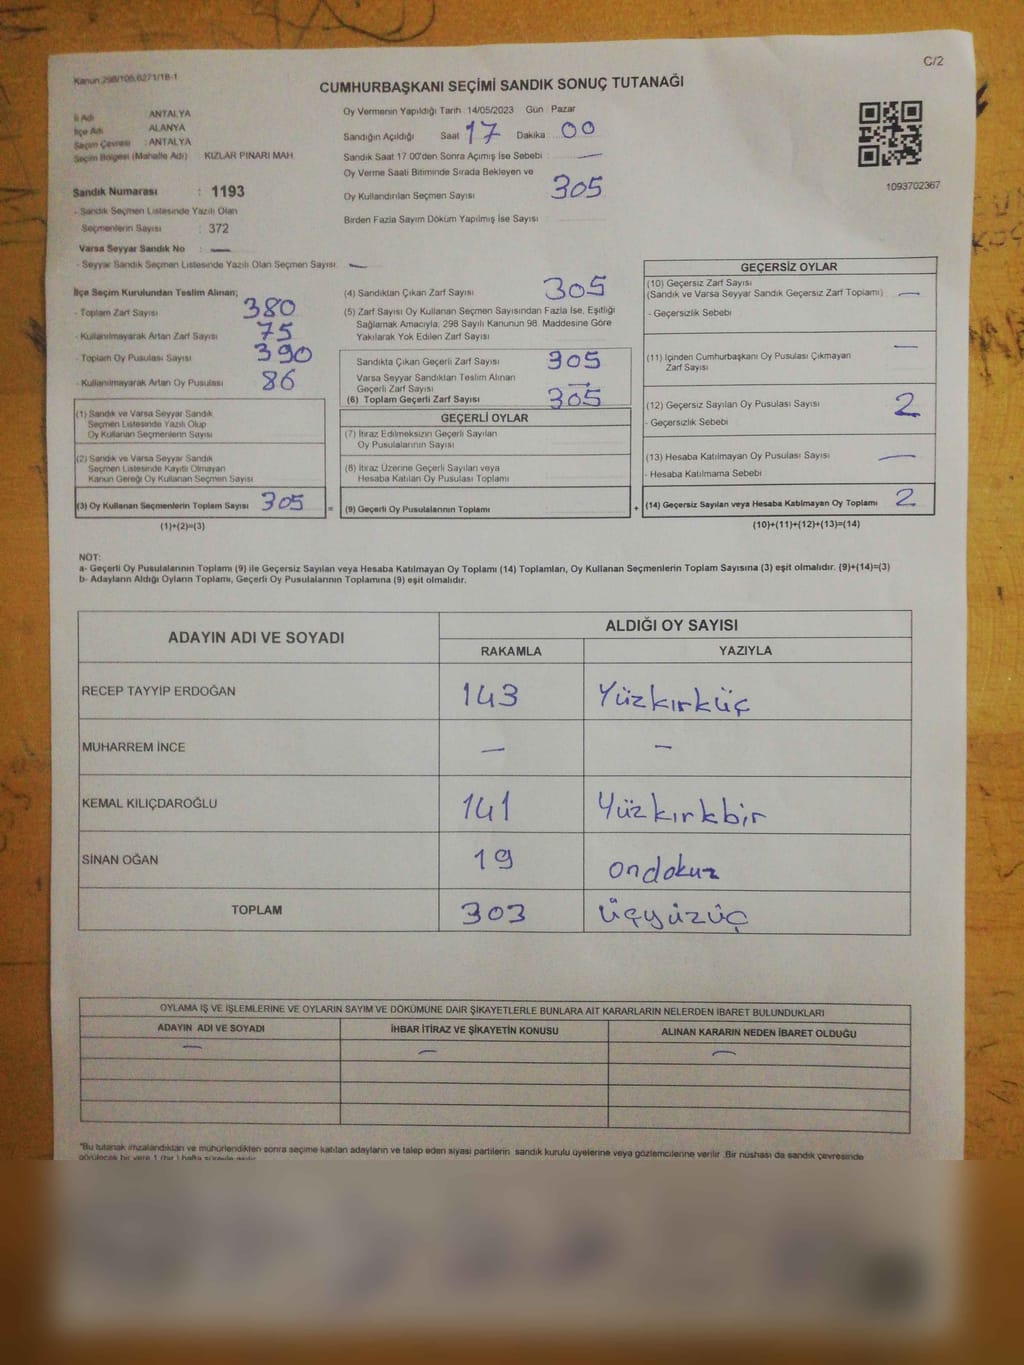 Kanun 298/105,6271/18-1
C/2
CUMHURBAŞKANI SEÇİMİ SANDIK SONUÇ TUTANAĞI
İli Adı ANTALYA
İlçe Adı ALANYA
Seçim Çevresi : ANTALYA
Seçim Bölgesi (Mahalle Adı) KIZLAR PINARI MAH.
Sandık Numarası : 1193
- Sandık Seçmen Listesinde Yazılı Olan
Seçmenlerin Sayısı : 372
Varsa Seyyar Sandık No : —
- Seyyar Sandık Seçmen Listesinde Yazılı Olan Seçmen Sayısı: —
Oy Vermenin Yapıldığı Tarih : 14/05/2023 Gün : Pazar
Sandığın Açıldığı Saat 17 Dakika : 00
Sandık Saat 17.00'den Sonra Açımış İse Sebebi : —
Oy Verme Saati Bitiminde Sırada Bekleyen ve
Oy Kullandırılan Seçmen Sayısı 305
Birden Fazla Sayım Döküm Yapılmış İse Sayısı
1093702367
İlçe Seçim Kurulundan Teslim Alınan;
- Toplam Zarf Sayısı 380
- Kullanılmayarak Artan Zarf Sayısı 75
- Toplam Oy Pusulası Sayısı 390
- Kullanılmayarak Artan Oy Pusulası 86
(1) Sandık ve Varsa Seyyar Sandık
Seçmen Listesinde Yazılı Olup
Oy Kullanan Seçmenlerin Sayısı
(2) Sandık ve Varsa Seyyar Sandık
Seçmen Listesinde Kayıtlı Olmayan
Kanun Gereği Oy Kullanan Seçmen Sayısı
(3) Oy Kullanan Seçmenlerin Toplam Sayısı 305 =
(1)+(2)=(3)
(4) Sandıktan Çıkan Zarf Sayısı 305
(5) Zarf Sayısı Oy Kullanan Seçmen Sayısından Fazla İse, Eşitliği
Sağlamak Amacıyla, 298 Sayılı Kanunun 98. Maddesine Göre
Yakılarak Yok Edilen Zarf Sayısı
Sandıkta Çıkan Geçerli Zarf Sayısı 305
Varsa Seyyar Sandıktan Teslim Alınan
Geçerli Zarf Sayısı —
(6) Toplam Geçerli Zarf Sayısı 305
GEÇERLİ OYLAR
(7) İtiraz Edilmeksizin Geçerli Sayılan
Oy Pusulalarının Sayısı
(8) İtiraz Üzerine Geçerli Sayılan veya
Hesaba Katılan Oy Pusulası Toplamı
(9) Geçerli Oy Pusulalarının Toplamı +
GEÇERSİZ OYLAR
(10) Geçersiz Zarf Sayısı
(Sandık ve Varsa Seyyar Sandık Geçersiz Zarf Toplamı) —
- Geçersizlik Sebebi
(11) İçinden Cumhurbaşkanı Oy Pusulası Çıkmayan —
Zarf Sayısı
(12) Geçersiz Sayılan Oy Pusulası Sayısı 2
- Geçersizlik Sebebi
(13) Hesaba Katılmayan Oy Pusulası Sayısı —
- Hesaba Katılmama Sebebi
(14) Geçersiz Sayılan veya Hesaba Katılmayan Oy Toplamı 2
(10)+(11)+(12)+(13)=(14)
NOT:
a- Geçerli Oy Pusulalarının Toplamı (9) ile Geçersiz Sayılan veya Hesaba Katılmayan Oy Toplamı (14) Toplamları, Oy Kullanan Seçmenlerin Toplam Sayısına (3) eşit olmalıdır. (9)+(14)=(3)
b- Adayların Aldığı Oyların Toplamı, Geçerli Oy Pusulalarının Toplamına (9) eşit olmalıdır.
ADAYIN ADI VE SOYADI ALDIĞI OY SAYISI
RAKAMLA YAZIYLA
RECEP TAYYİP ERDOĞAN 143 Yüzkırküç
MUHARREM İNCE — —
KEMAL KILIÇDAROĞLU 141 Yüzkırkbir
SİNAN OĞAN 19 ondokuz
TOPLAM 303 üçyüzüç
OYLAMA İŞ VE İŞLEMLERİNE VE OYLARIN SAYIM VE DÖKÜMÜNE DAİR ŞİKAYETLERLE BUNLARA AİT KARARLARIN NELERDEN İBARET BULUNDUKLARI
ADAYIN ADI VE SOYADI İHBAR İTİRAZ VE ŞİKAYETİN KONUSU ALINAN KARARIN NEDEN İBARET OLDUĞU
— — —
*Bu tutanak imzalandıktan ve mühürlendikten sonra seçime katılan adayların ve talep eden siyasi partilerin sandık kurulu üyelerine veya gözlemcilerine verilir. Bir nüshası da sandık çevresinde